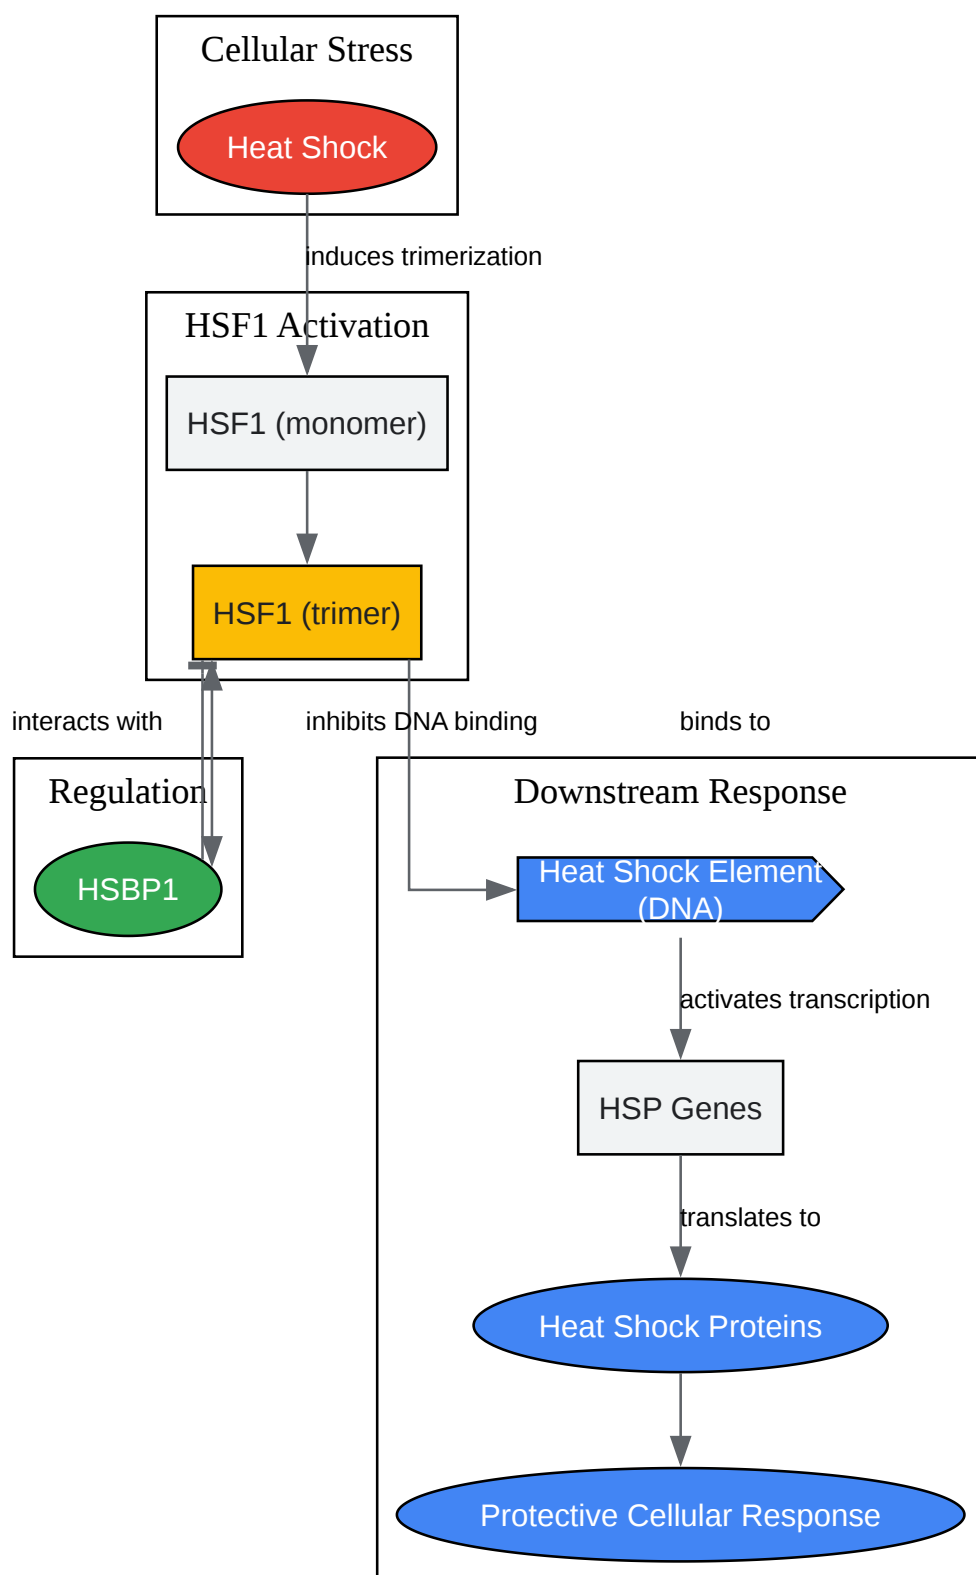 Cellular Stress
Heat Shock
induces trimerization
HSF1 Activation
HSF1 (monomer)
HSF1 (trimer)
interacts with
inhibits DNA binding
binds to
Regulation
HSBP1
Downstream Response
Heat Shock Element
(DNA)
activates transcription
HSP Genes
translates to
Heat Shock Proteins
Protective Cellular Response